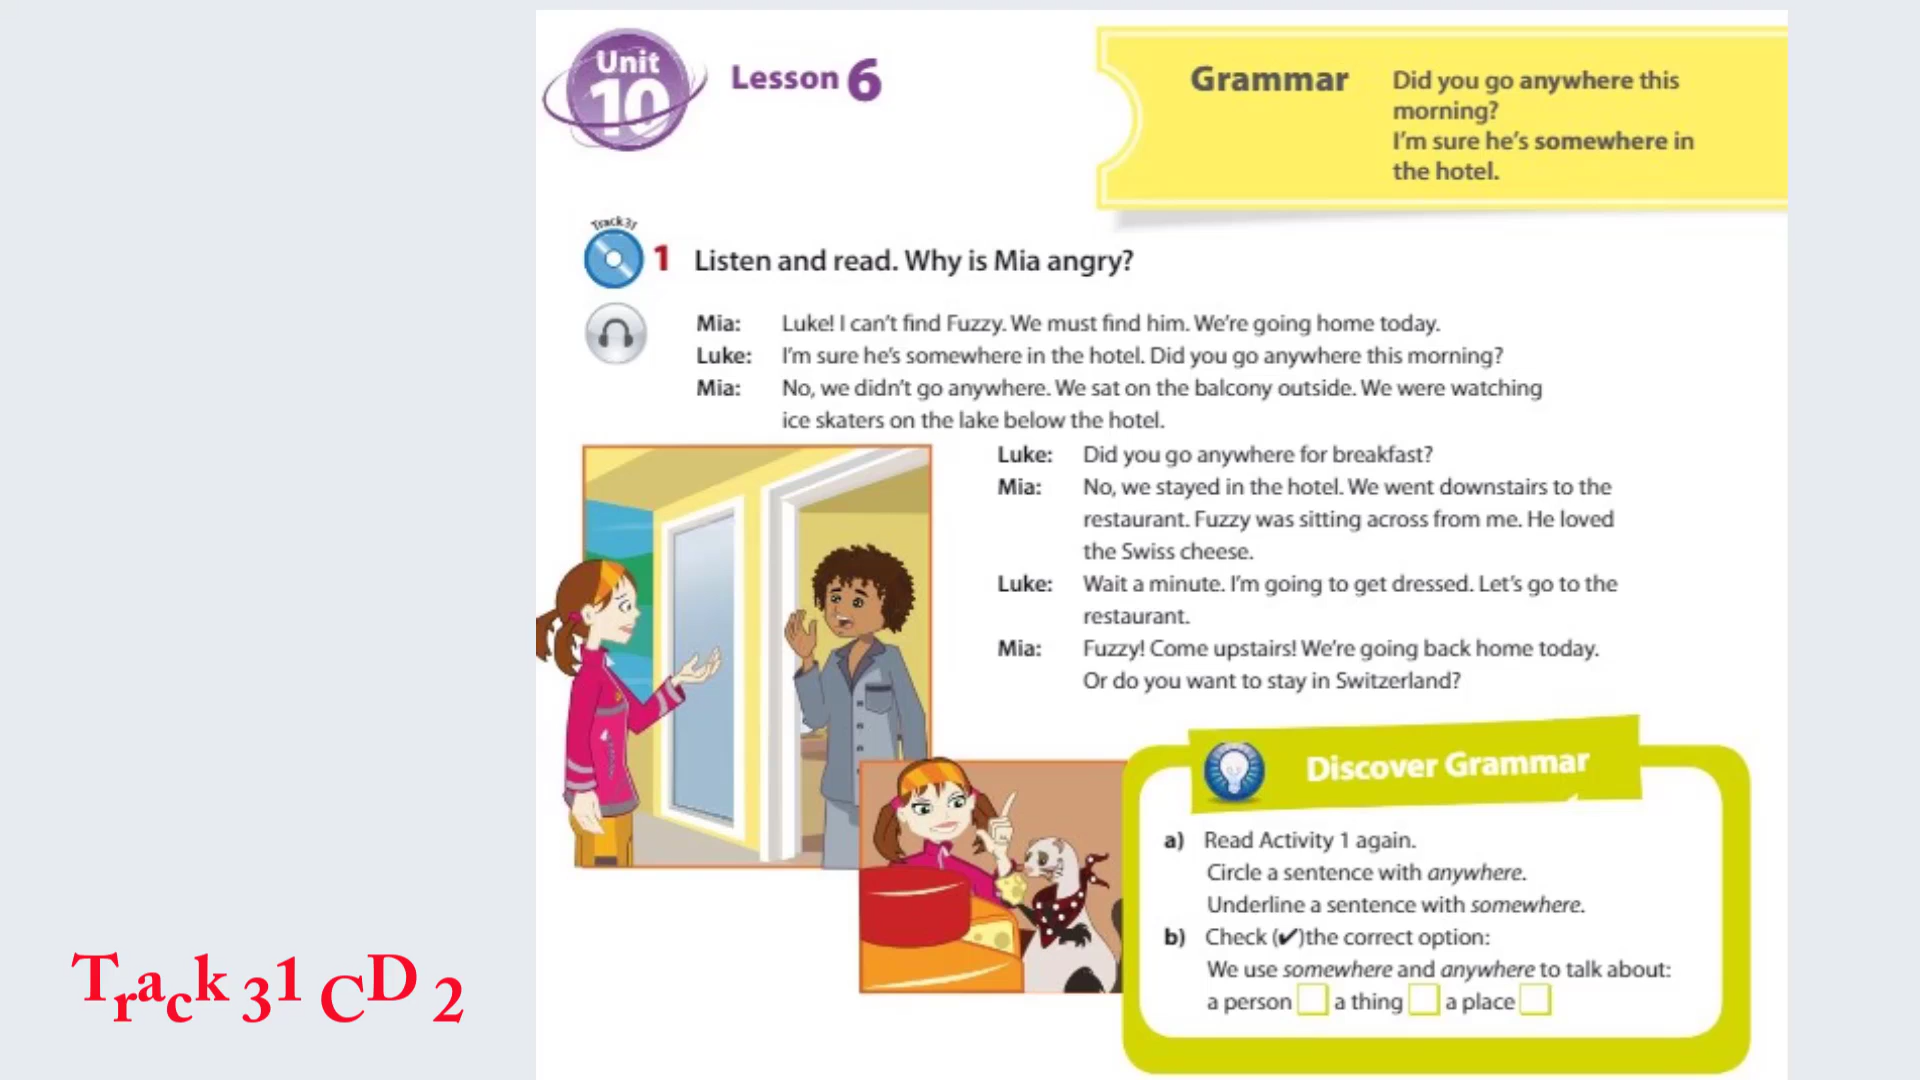 Unit
10
Lesson 6
Grammar
Did you go anywhere this
morning?
I'm sure he's somewhere in
the hotel.
Track 31
1 Listen and read. Why is Mia angry?
Mia: Luke! I can't find Fuzzy. We must find him. We're going home today.
Luke: I'm sure he's somewhere in the hotel. Did you go anywhere this morning?
Mia: No, we didn't go anywhere. We sat on the balcony outside. We were watching
ice skaters on the lake below the hotel.
Luke: Did you go anywhere for breakfast?
Mia: No, we stayed in the hotel. We went downstairs to the
restaurant. Fuzzy was sitting across from me. He loved
the Swiss cheese.
Luke: Wait a minute. I'm going to get dressed. Let's go to the
restaurant.
Mia: Fuzzy! Come upstairs! We're going back home today.
Or do you want to stay in Switzerland?
Discover Grammar
a) Read Activity 1 again.
Circle a sentence with anywhere.
Underline a sentence with somewhere.
b) Check (✔)the correct option:
We use somewhere and anywhere to talk about:
a person a thing a place
Track 31 CD 2